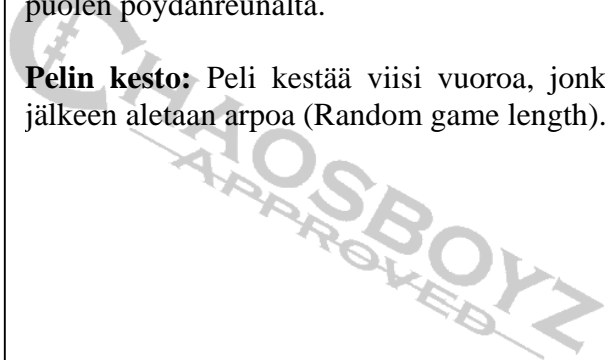 puolen pöydänreunalta.
Pelin kesto: Peli kestää viisi vuoroa, jonk
jälkeen aletaan arpoa (Random game length).
CHAOSBOYZ
APPROVED